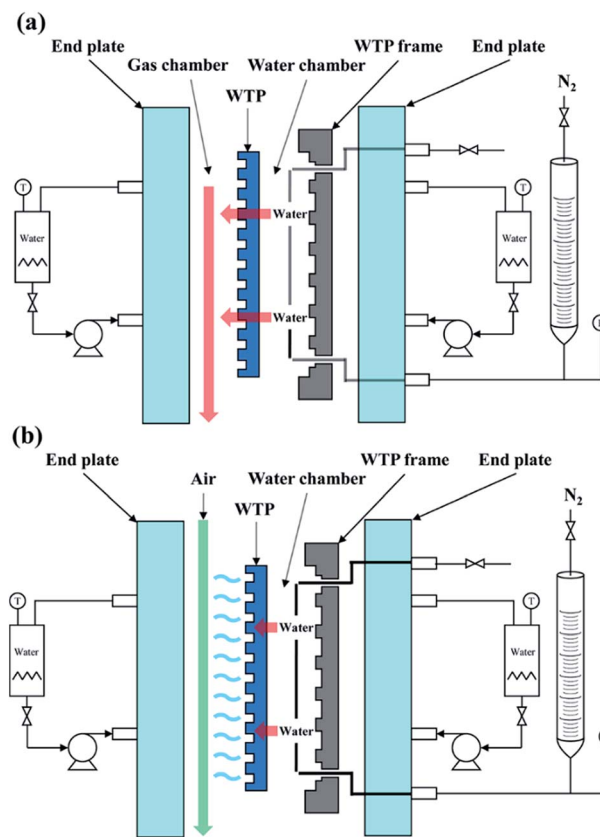 (a)
End plate
Gas chamber
Water chamber
WTP frame
End plate
WTP
N2
T
T
Water
Water
Water
Water
(b)
End plate
Air
Water chamber
WTP frame
End plate
WTP
N2
T
T
Water
Water
Water
Water